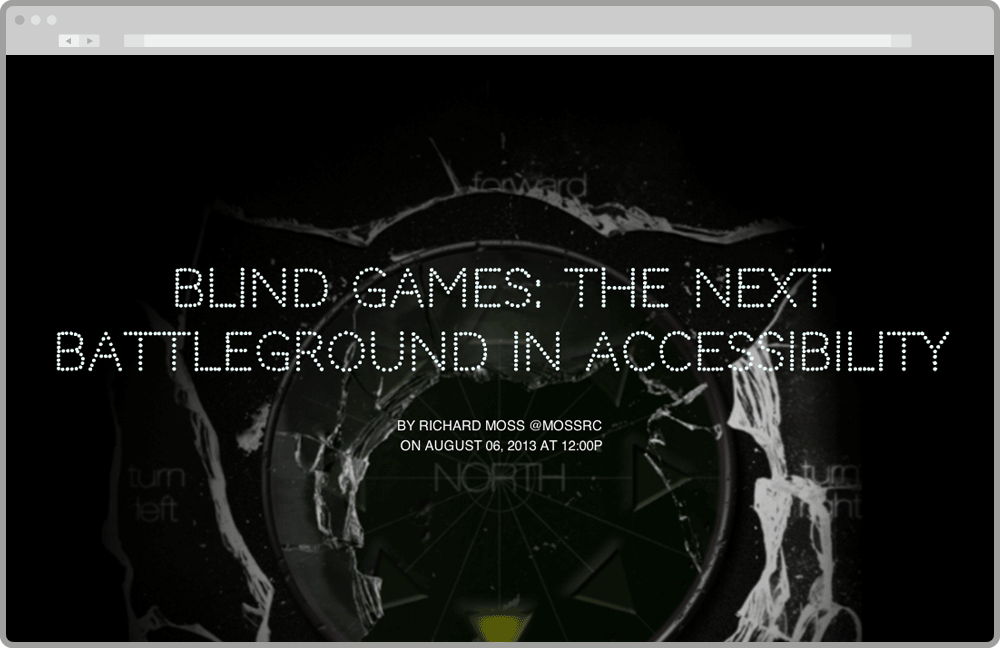 forward
BLIND GAMES: THE NEXT
BATTLEGROUND IN ACCESSIBILITY
BY RICHARD MOSS @MOSSRC
ON AUGUST 06, 2013 AT 12:00P
NORTH
turn
left
turn
right